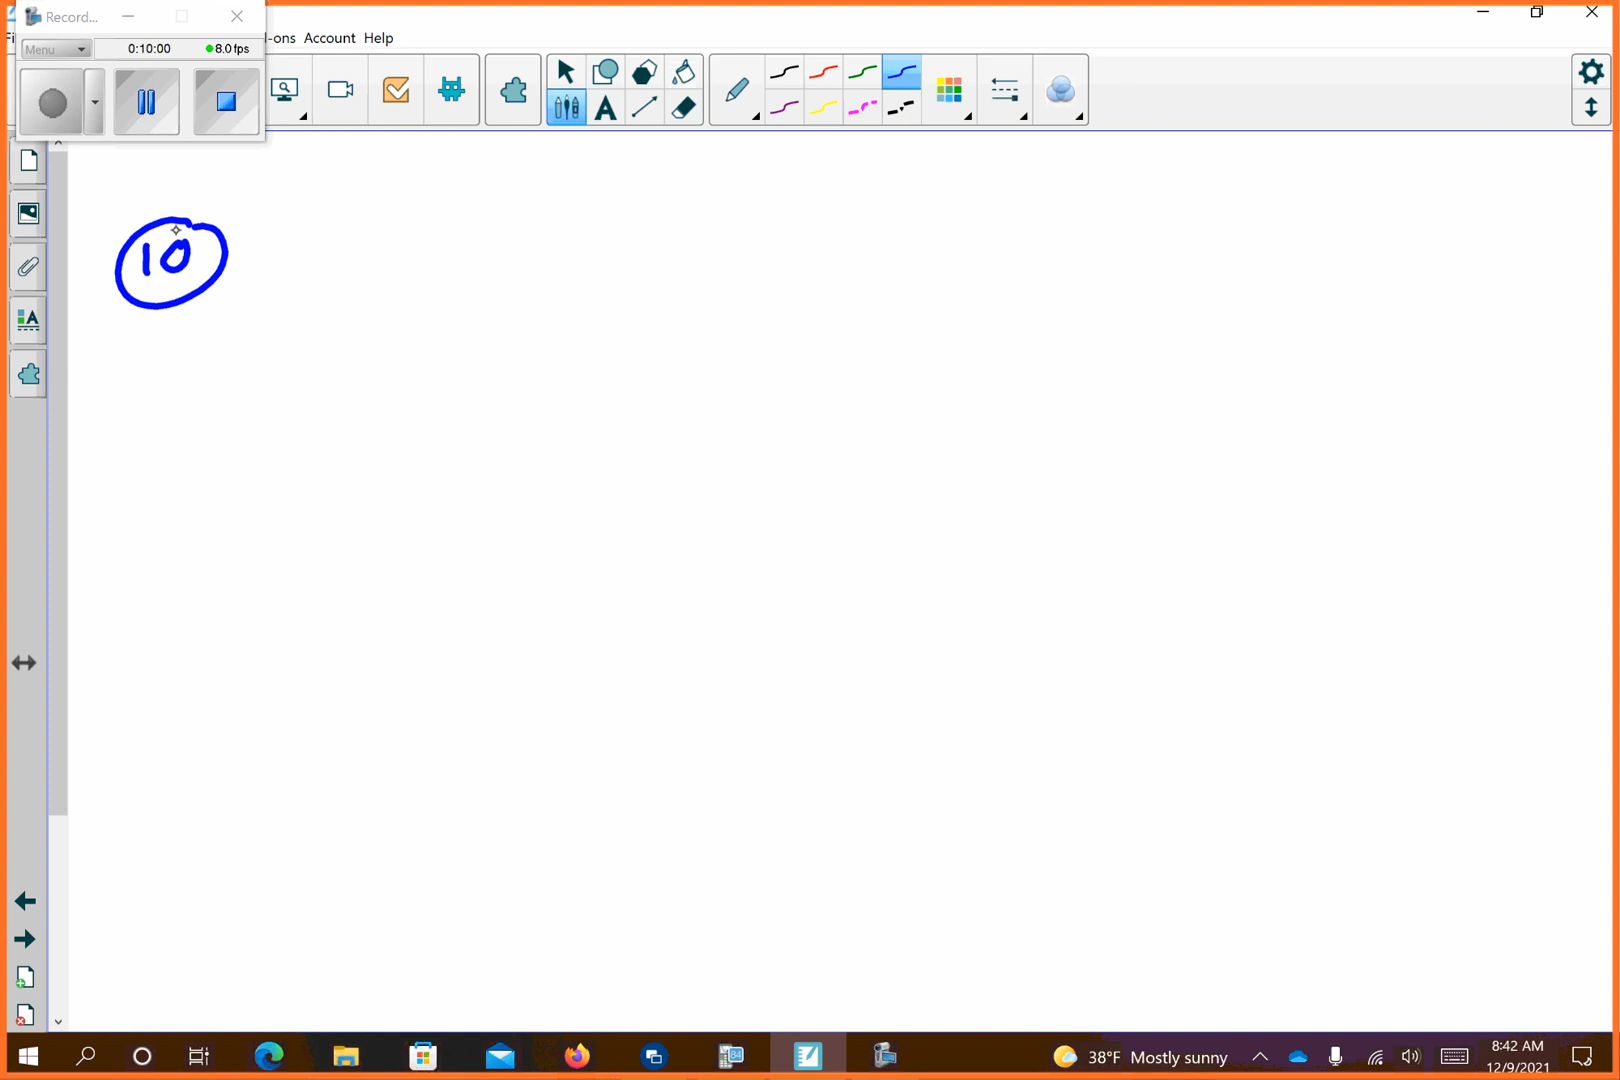 Record...
Menu
0:10:00
8.0 fps
I-ons Account Help
10
84
38°F Mostly sunny
8:42 AM
12/9/2021